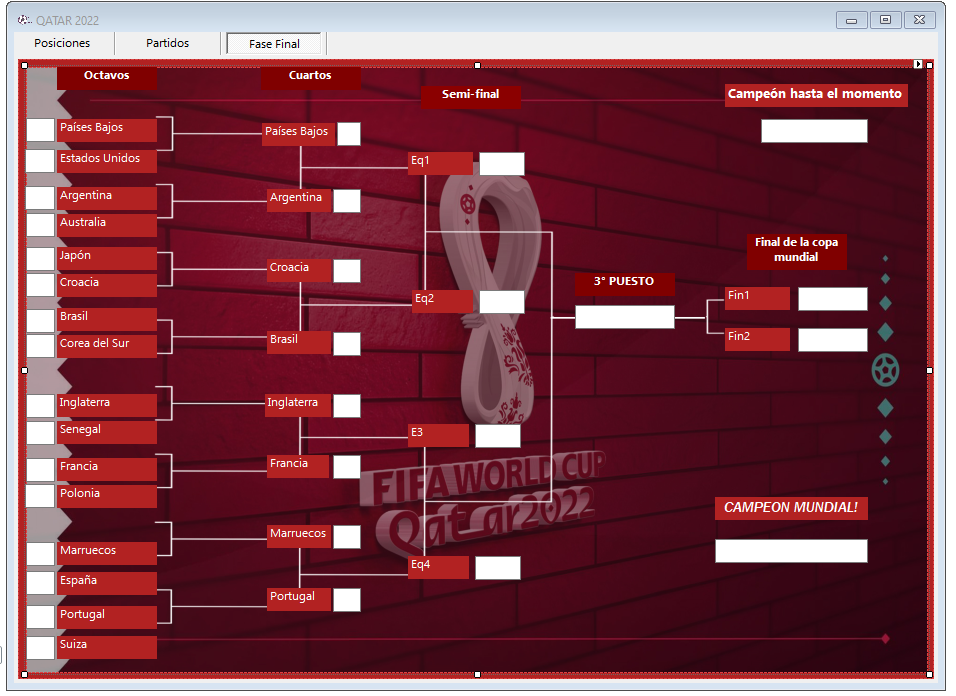 QATAR 2022
Posiciones
Partidos
Fase Final
Octavos
Cuartos
Semi-final
Campeón hasta el momento
Países Bajos
Estados Unidos
Argentina
Australia
Japón
Croacia
Brasil
Corea del Sur
Inglaterra
Senegal
Francia
Polonia
Marruecos
España
Portugal
Suiza
Países Bajos
Argentina
Croacia
Brasil
Inglaterra
Francia
Marruecos
Portugal
Eq1
Eq2
E3
Eq4
3° PUESTO
Final de la copa
mundial
Fin1
Fin2
FIFA WORLD CUP
Qatar2022
CAMPEON MUNDIAL!